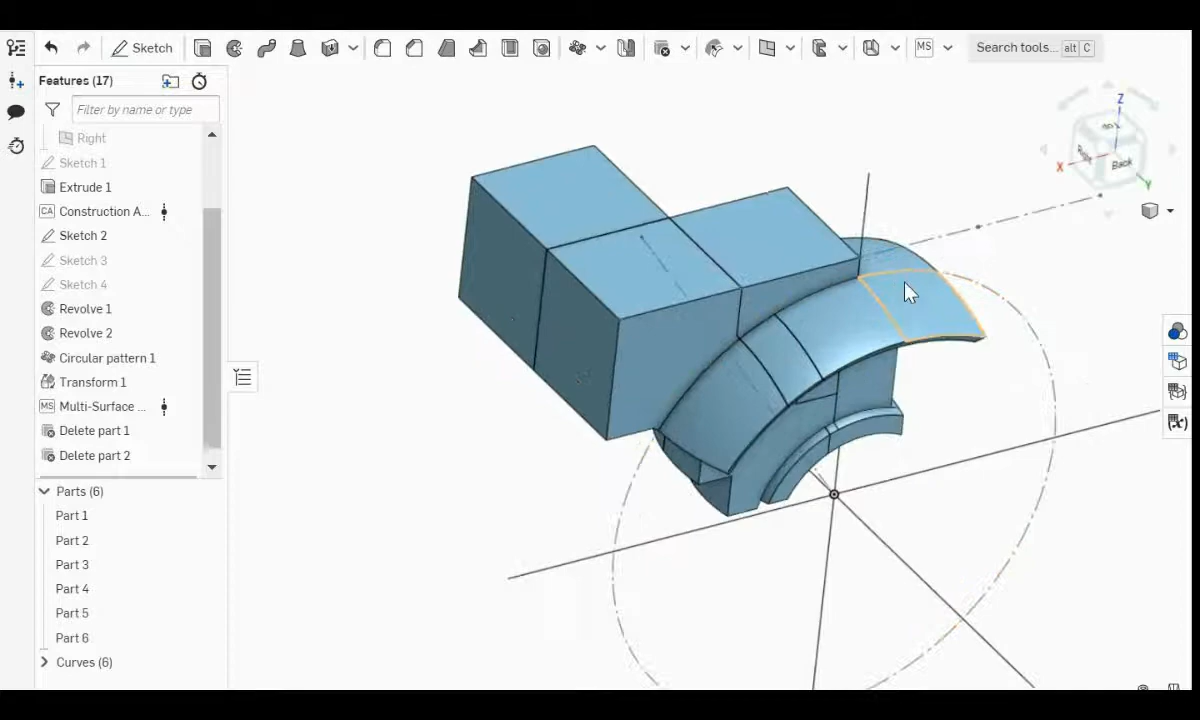 Sketch
MS
Search tools... alt C
Features (17)
Filter by name or type
Right
Sketch 1
Extrude 1
Construction A...
CA
Sketch 2
Sketch 3
Sketch 4
Revolve 1
Revolve 2
Circular pattern 1
Transform 1
MS
Multi-Surface ...
Delete part 1
Delete part 2
Parts (6)
Part 1
Part 2
Part 3
Part 4
Part 5
Part 6
Curves (6)
Z
Right
Back
X
Y
(x)